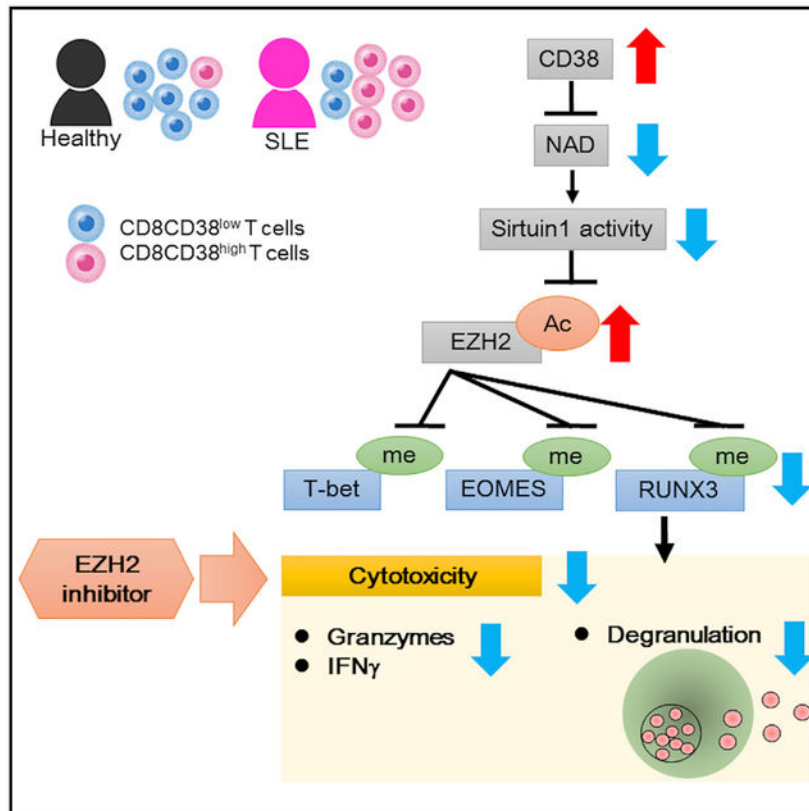 Healthy
SLE
CD8CD38low T cells
CD8CD38high T cells
CD38
NAD
Sirtuin1 activity
Ac
EZH2
me
me
me
T-bet
EOMES
RUNX3
EZH2
inhibitor
Cytotoxicity
● Granzymes
● IFNγ
● Degranulation